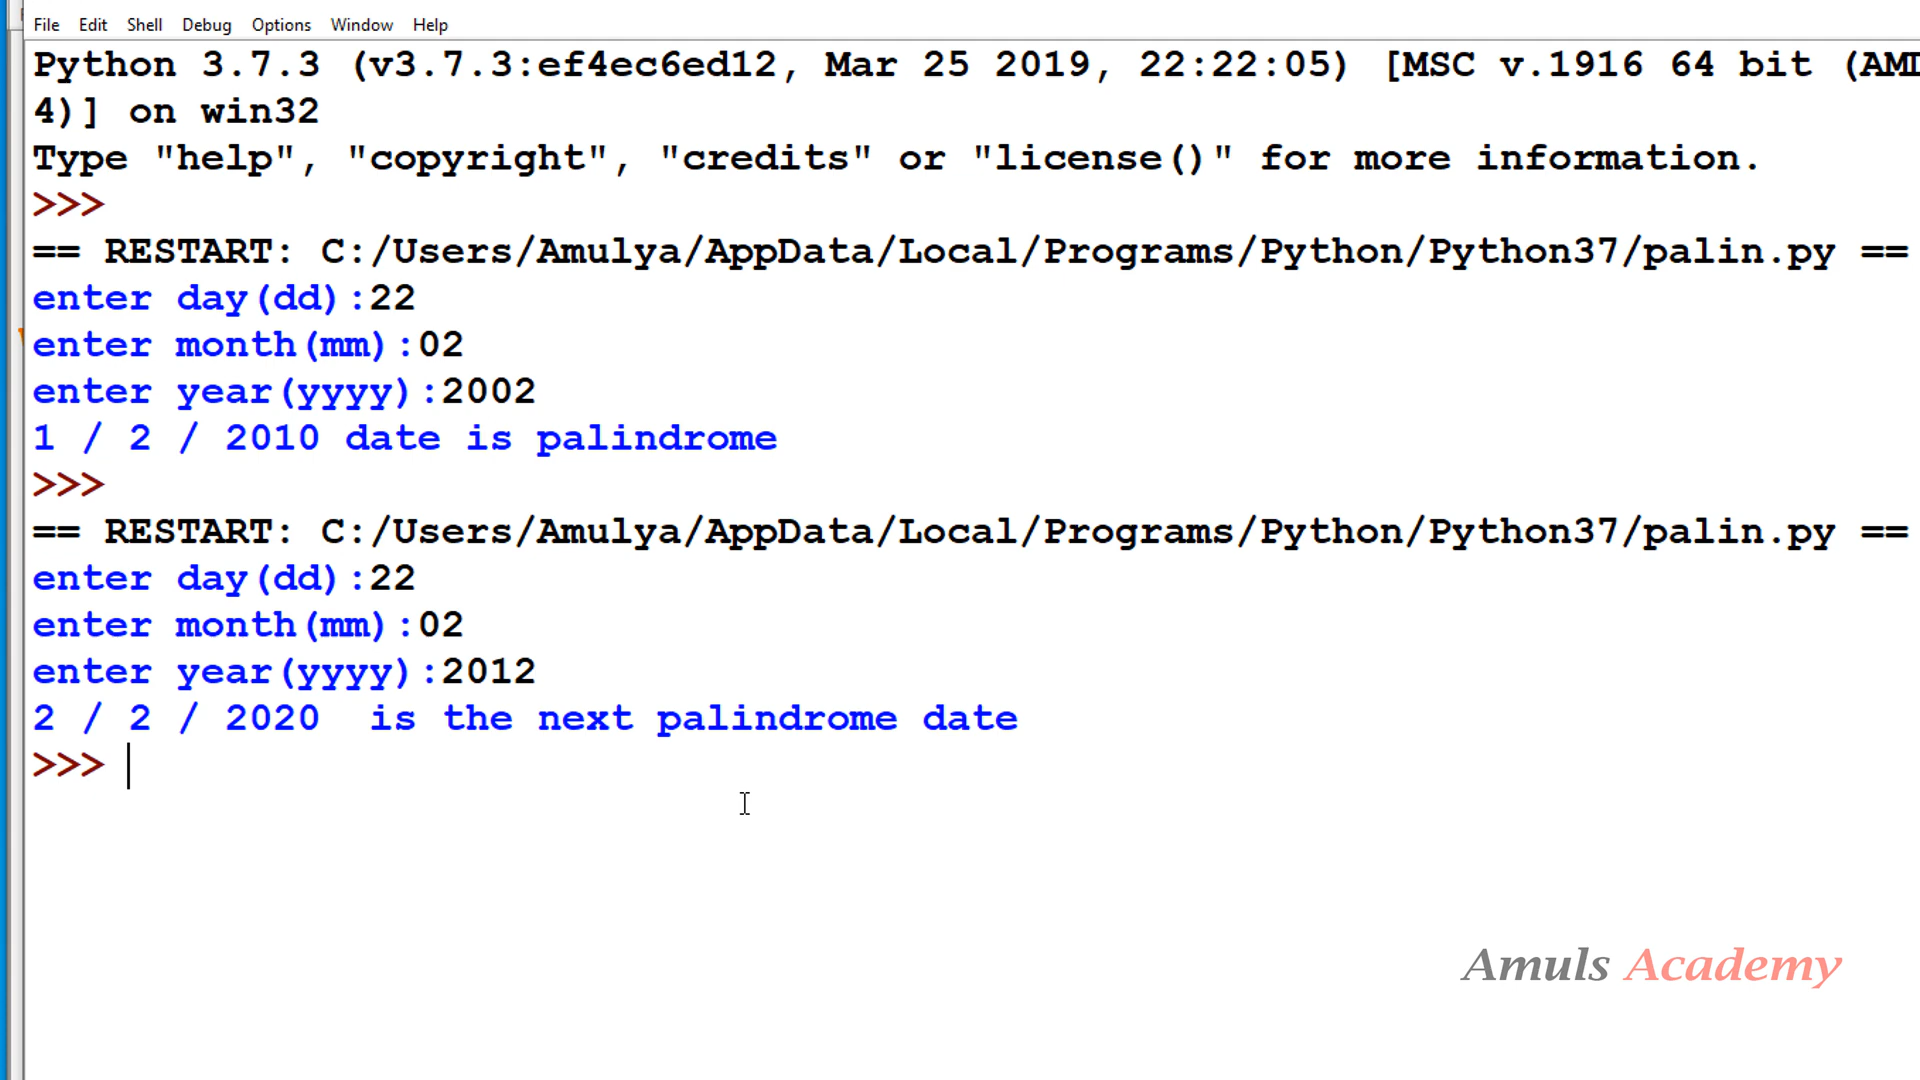 File Edit Shell Debug Options Window Help
Python 3.7.3 (v3.7.3:ef4ec6ed12, Mar 25 2019, 22:22:05) [MSC v.1916 64 bit (AMD
4)] on win32
Type "help", "copyright", "credits" or "license()" for more information.
>>>
== RESTART: C:/Users/Amulya/AppData/Local/Programs/Python/Python37/palin.py ==
enter day(dd):22
enter month(mm):02
enter year(yyyy):2002
1 / 2 / 2010 date is palindrome
>>>
== RESTART: C:/Users/Amulya/AppData/Local/Programs/Python/Python37/palin.py ==
enter day(dd):22
enter month(mm):02
enter year(yyyy):2012
2 / 2 / 2020  is the next palindrome date
>>>
Amuls Academy